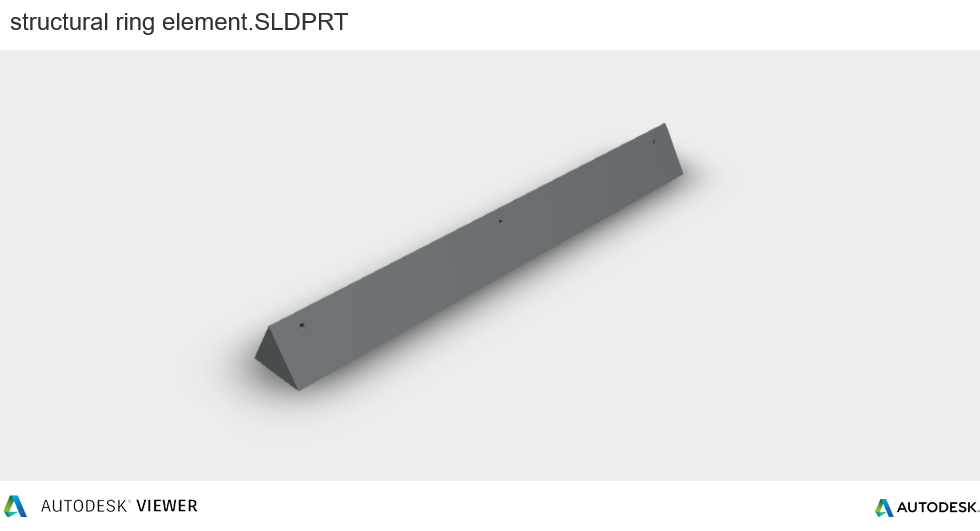 structural ring element.SLDPRT
AUTODESK® VIEWER
AUTODESK